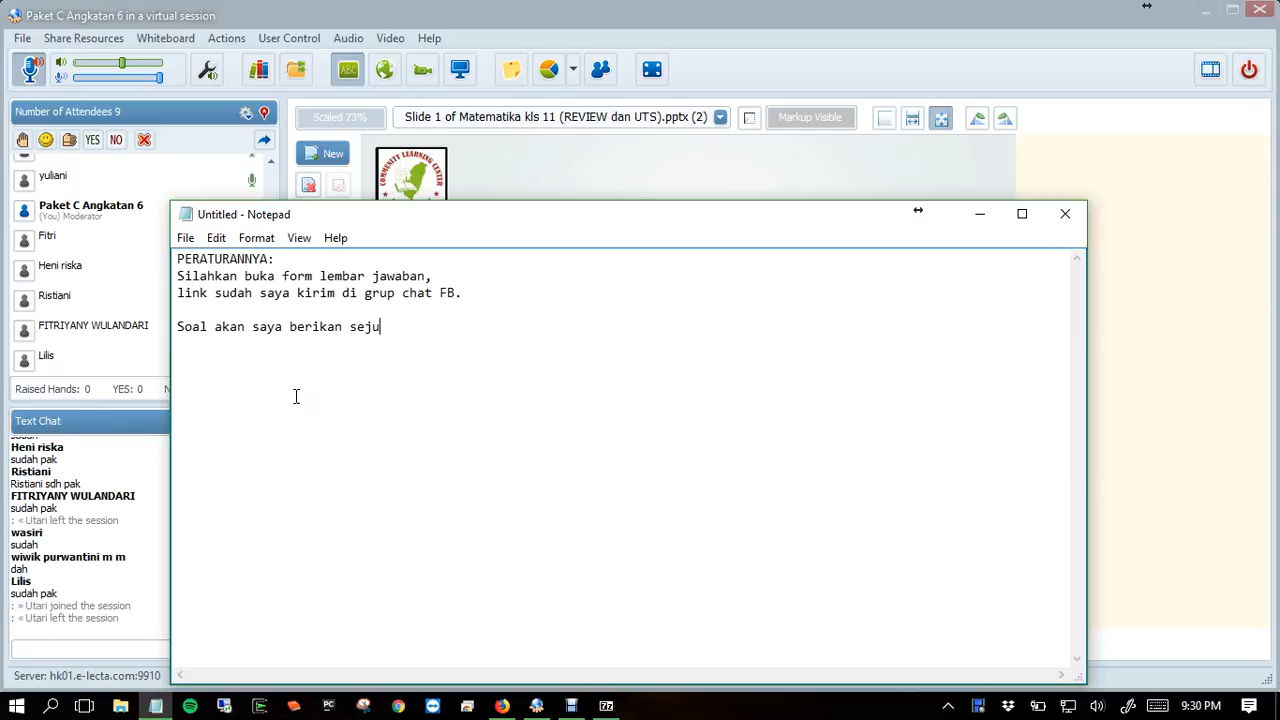 Paket C Angkatan 6 in a virtual session
File Share Resources Whiteboard Actions User Control Audio Video Help
ABC
Number of Attendees 9
Scaled 73%
Slide 1 of Matematika kls 11 (REVIEW dan UTS).pptx (2)
Markup Visible
YES NO
New
COMMUNITY LEARNING CENTER
yuliani
Paket C Angkatan 6
(You) Moderator
Fitri
Heni riska
Ristiani
FITRIYANY WULANDARI
Lilis
Raised Hands: 0 YES: 0 N
Untitled - Notepad
File Edit Format View Help
PERATURANNYA:
Silahkan buka form lembar jawaban,
link sudah saya kirim di grup chat FB.
Soal akan saya berikan seju
Text Chat
Heni riska
sudah pak
Ristiani
Ristiani sdh pak
FITRIYANY WULANDARI
sudah pak
: « Utari left the session
wasiri
sudah
wiwik purwantini m m
dah
Lilis
sudah pak
: » Utari joined the session
: « Utari left the session
Server: hk01.e-lecta.com:9910
9:30 PM